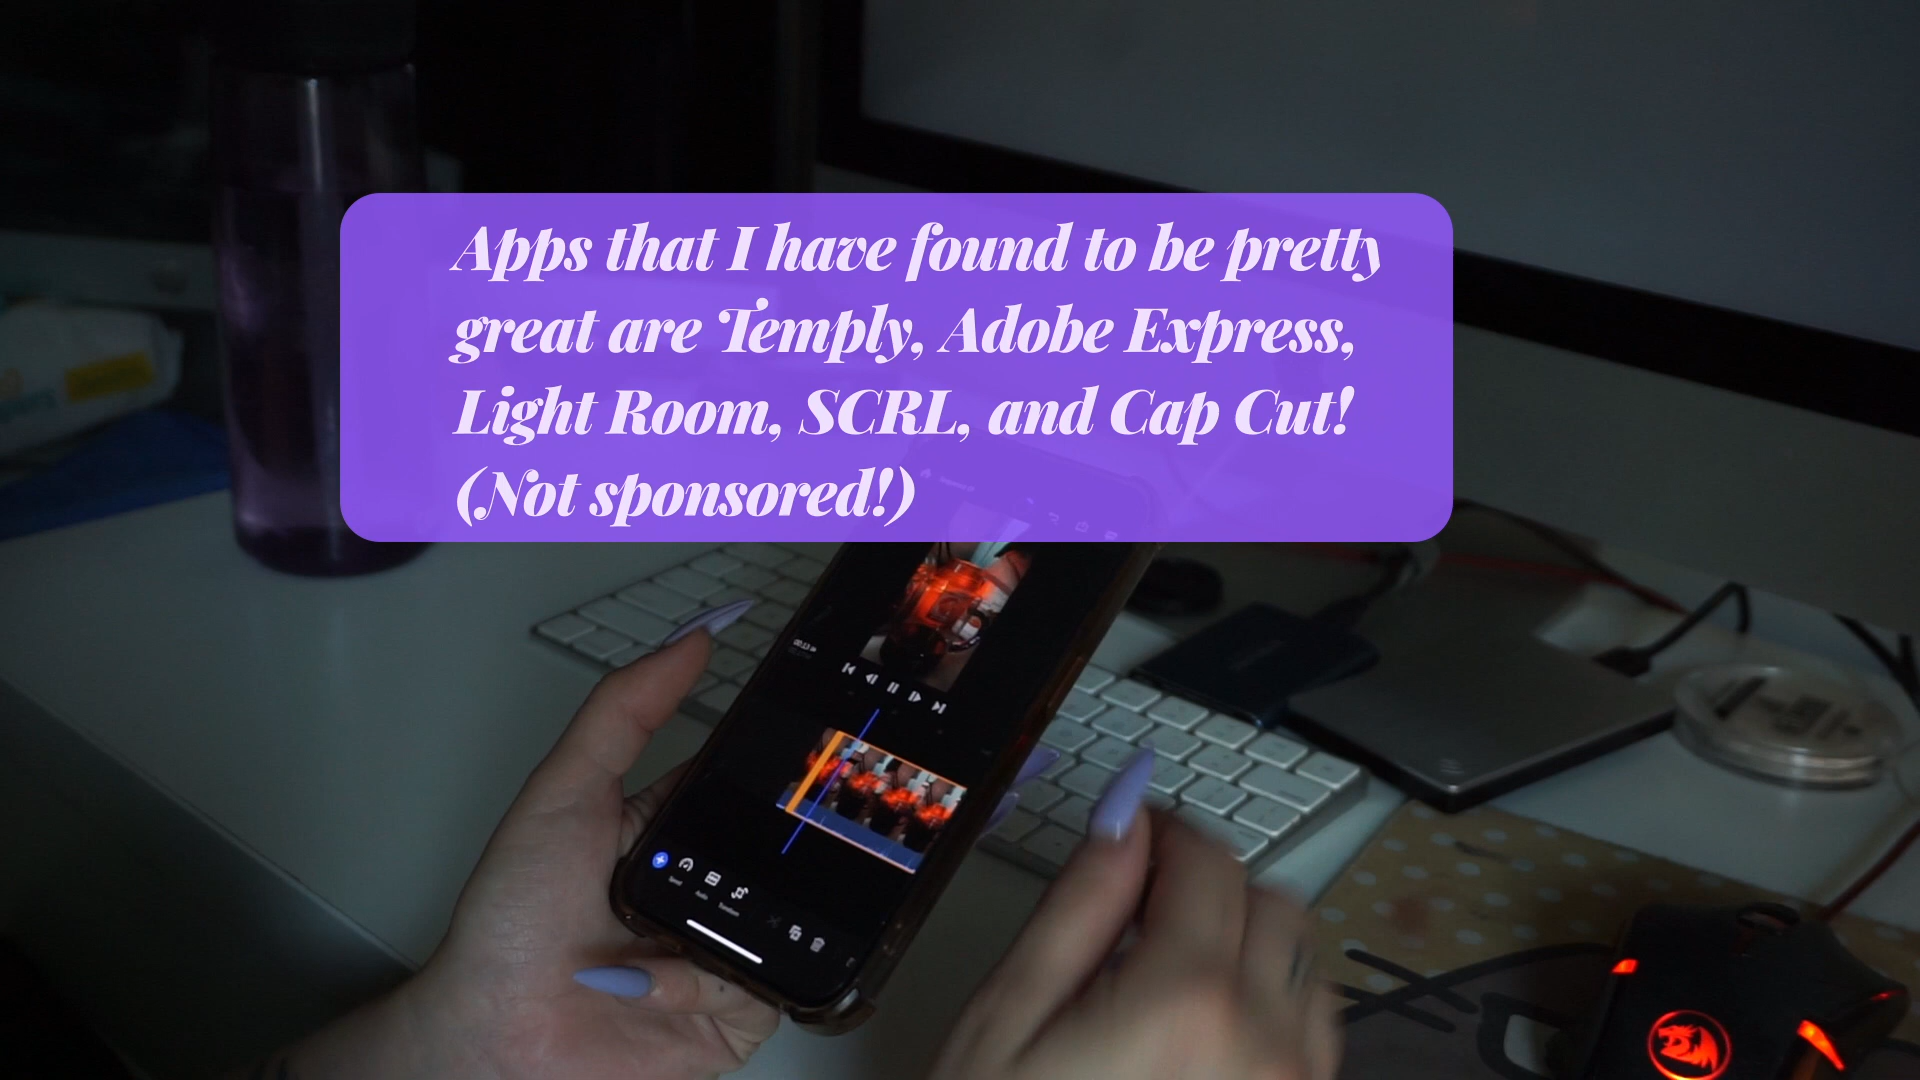 Apps that I have found to be pretty
great are Temply, Adobe Express,
Light Room, SCRL, and Cap Cut!
(Not sponsored!)